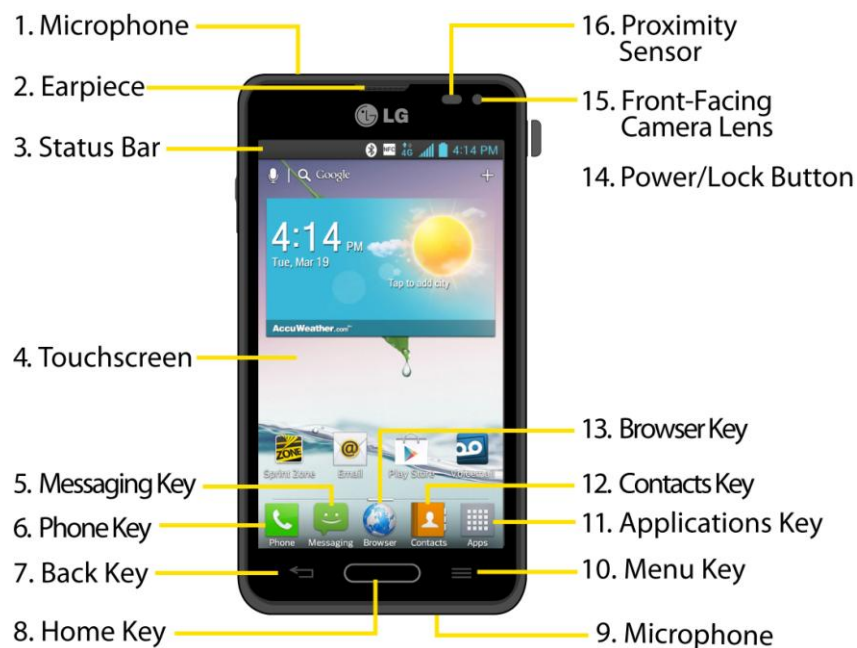 1. Microphone
2. Earpiece
3. Status Bar
4. Touchscreen
5. Messaging Key
6. Phone Key
7. Back Key
8. Home Key
LG
NFC 4G 4:14 PM
Google
4:14 PM
Tue, Mar 19
Tap to add city
AccuWeather.com
ZONE
Sprint Zone Email Play Store Voicemail
Phone Messaging Browser Contacts Apps
16. Proximity
Sensor
15. Front-Facing
Camera Lens
14. Power/Lock Button
13. Browser Key
12. Contacts Key
11. Applications Key
10. Menu Key
9. Microphone